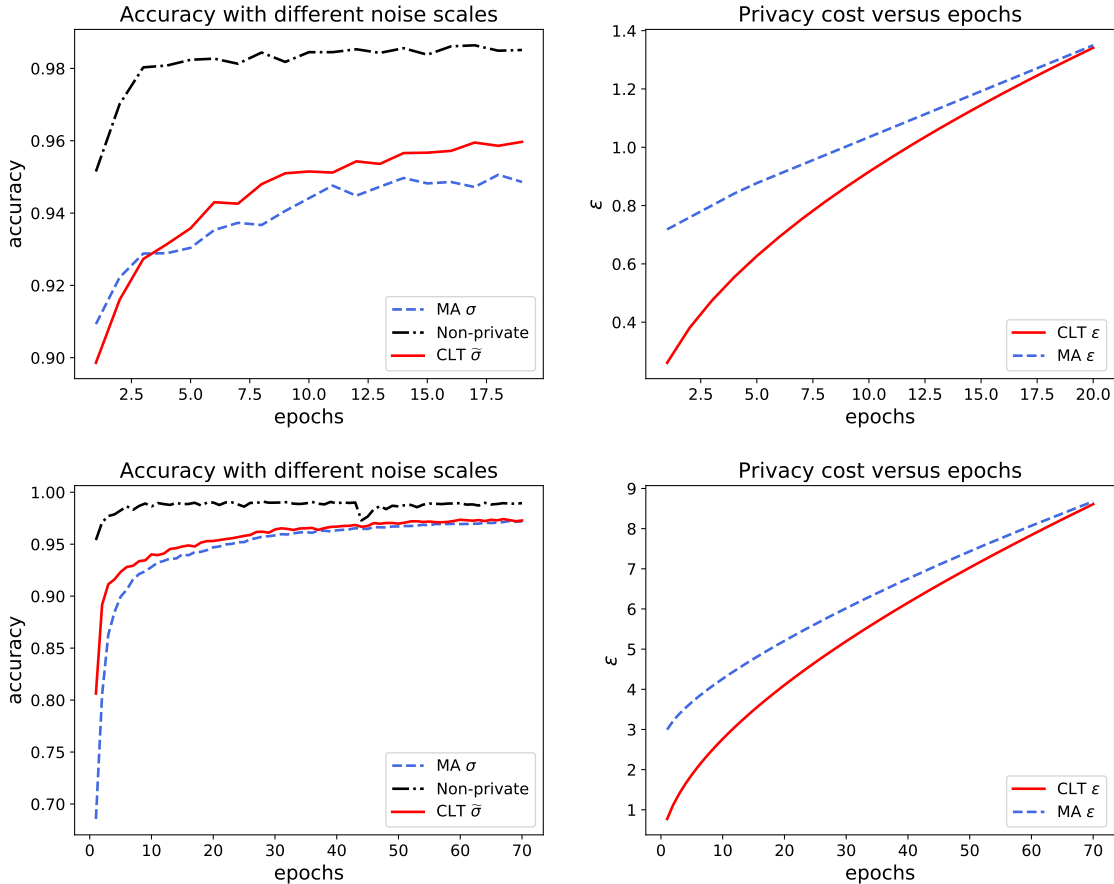 Accuracy with different noise scales
accuracy
0.98
0.96
0.94
0.92
0.90
MA σ
Non-private
CLT σ̃
2.5 5.0 7.5 10.0 12.5 15.0 17.5
epochs
Privacy cost versus epochs
ε
1.4
1.2
1.0
0.8
0.6
0.4
CLT ε
MA ε
2.5 5.0 7.5 10.0 12.5 15.0 17.5 20.0
epochs
Accuracy with different noise scales
accuracy
1.00
0.95
0.90
0.85
0.80
0.75
0.70
MA σ
Non-private
CLT σ̃
0 10 20 30 40 50 60 70
epochs
Privacy cost versus epochs
ε
9
8
7
6
5
4
3
2
1
CLT ε
MA ε
0 10 20 30 40 50 60 70
epochs